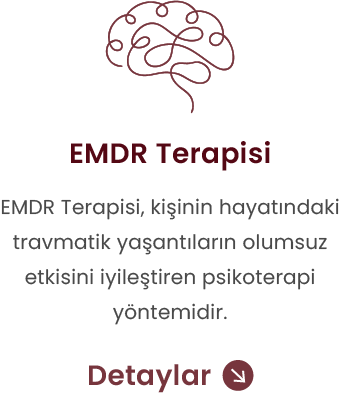 EMDR Terapisi
EMDR Terapisi, kişinin hayatındaki
travmatik yaşantıların olumsuz
etkisini iyileştiren psikoterapi
yöntemidir.
Detaylar